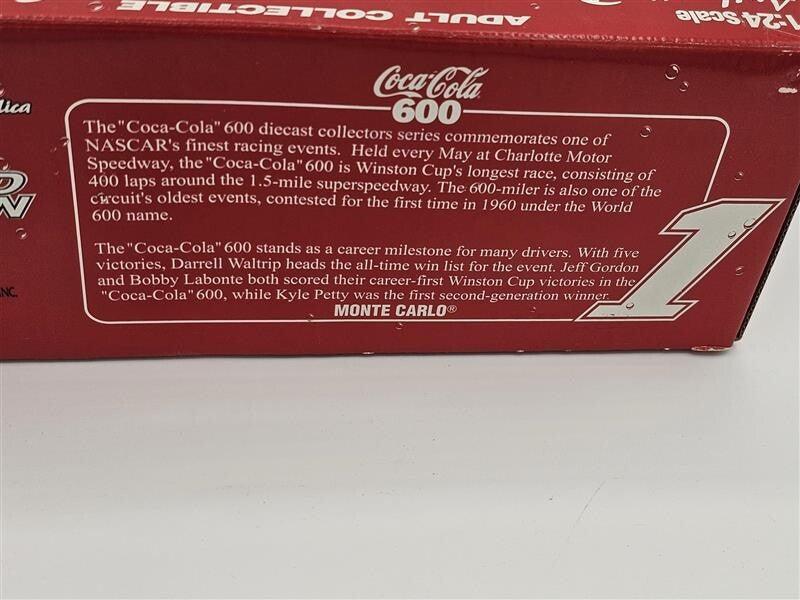 ADULT COLLECTIBLE
1:24 Scale
lica
Coca-Cola
600
The "Coca-Cola" 600 diecast collectors series commemorates one of
NASCAR's finest racing events. Held every May at Charlotte Motor
Speedway, the "Coca-Cola" 600 is Winston Cup's longest race, consisting of
400 laps around the 1.5-mile superspeedway. The 600-miler is also one of the
circuit's oldest events, contested for the first time in 1960 under the World
600 name.
The "Coca-Cola" 600 stands as a career milestone for many drivers. With five
victories, Darrell Waltrip heads the all-time win list for the event. Jeff Gordon
and Bobby Labonte both scored their career-first Winston Cup victories in the
"Coca-Cola" 600, while Kyle Petty was the first second-generation winner.
MONTE CARLO®
1
INC.